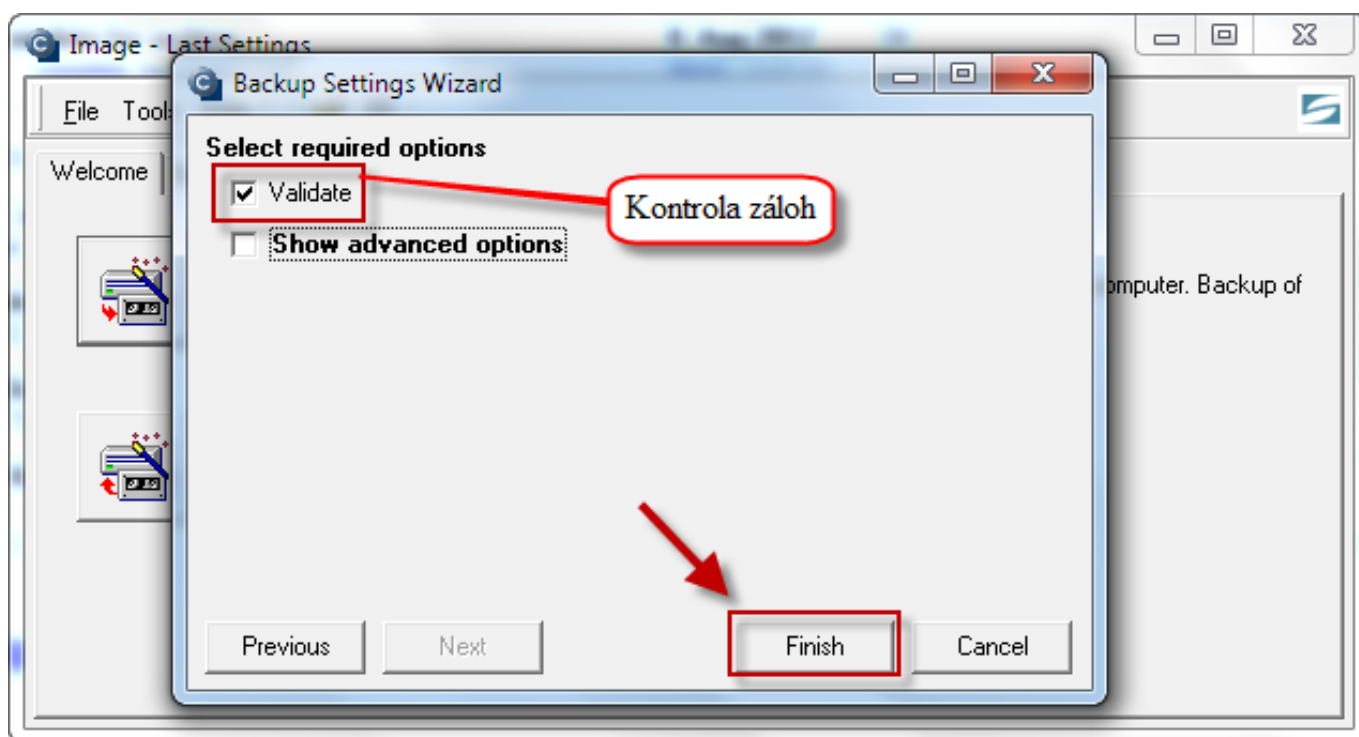 Image - Last Settings
Backup Settings Wizard
File Tools
Select required options
Welcome
Validate
Kontrola záloh
Show advanced options
omputer. Backup of
Previous
Next
Finish
Cancel